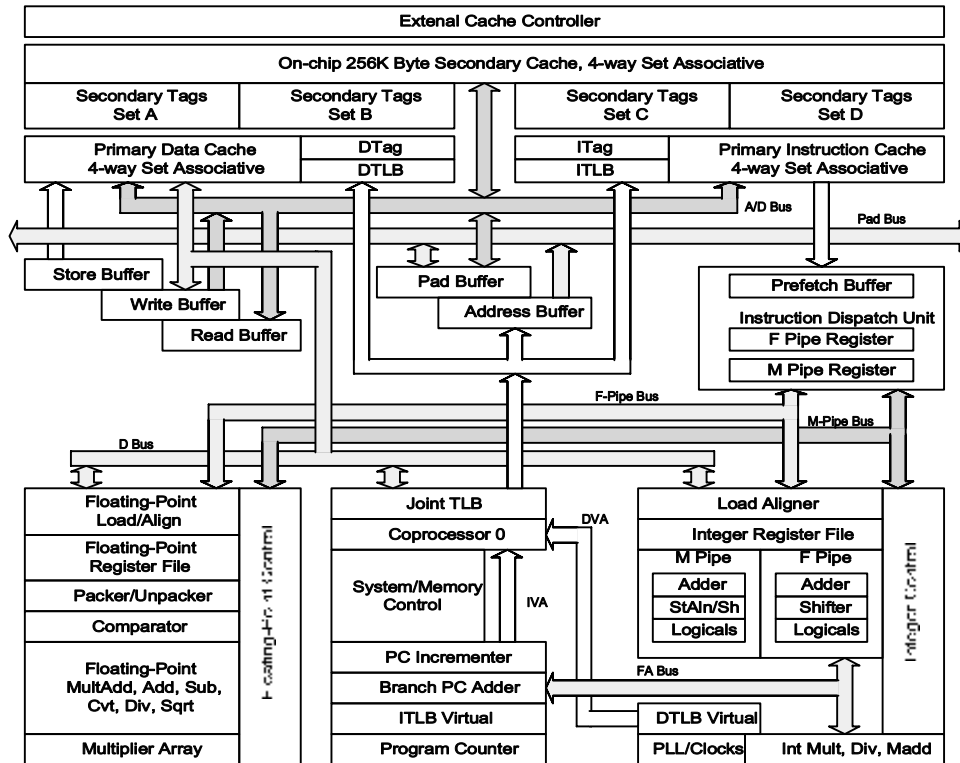 Extenal Cache Controller
On-chip 256K Byte Secondary Cache, 4-way Set Associative
Secondary Tags
Set A
Secondary Tags
Set B
Secondary Tags
Set C
Secondary Tags
Set D
Primary Data Cache
4-way Set Associative
DTag
DTLB
ITag
ITLB
Primary Instruction Cache
4-way Set Associative
A/D Bus
Pad Bus
Store Buffer
Write Buffer
Read Buffer
Pad Buffer
Address Buffer
Prefetch Buffer
Instruction Dispatch Unit
F Pipe Register
M Pipe Register
F-Pipe Bus
M-Pipe Bus
D Bus
Floating-Point
Load/Align
Floating-Point
Register File
Packer/Unpacker
Comparator
Floating-Point
MultAdd, Add, Sub,
Cvt, Div, Sqrt
Multiplier Array
Floating-Point Control
Joint TLB
Coprocessor 0
System/Memory
Control
DVA
IVA
PC Incrementer
Branch PC Adder
ITLB Virtual
Program Counter
Load Aligner
Integer Register File
M Pipe
Adder
StAln/Sh
Logicals
F Pipe
Adder
Shifter
Logicals
Integer Control
FA Bus
DTLB Virtual
PLL/Clocks
Int Mult, Div, Madd